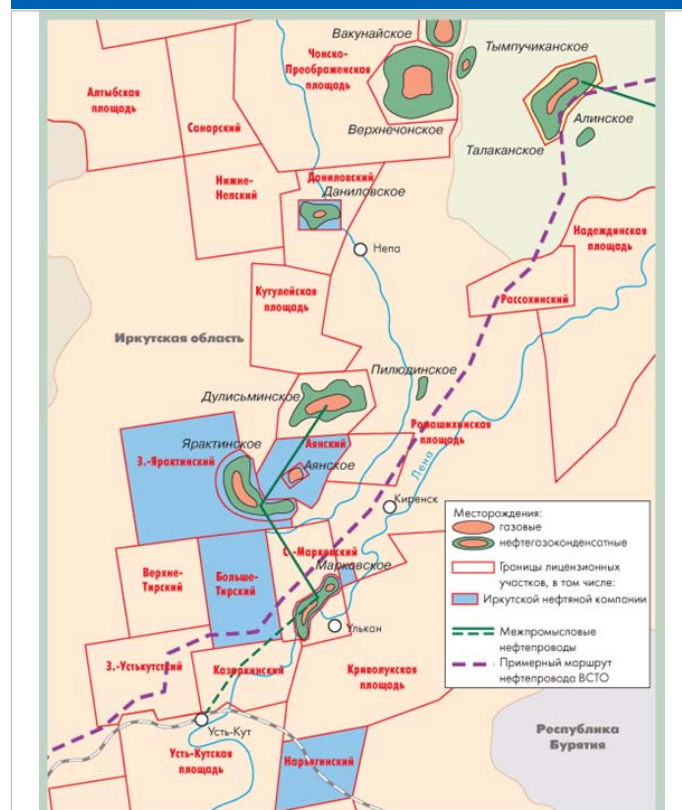 Вакунайское
Чонско-
Преображенная
площадь
Тымпучиканское
Алтыбская
площадь
Санарский
Верхнечонское
Алинское
Талаканское
Нижне-
Непский
Даниловский
Даниловское
Надеждинская
площадь
Непа
Кутулейская
площадь
Рассохинский
Иркутская область
Пилюдинское
Дулисьминское
Ромашихинская
площадь
Ярактинское
Аянский
З.-Ярактинский
Аянское
Лена
Киренск
Месторождения:
газовые
нефтегазоконденсатные
Границы лицензионных
участков, в том числе:
Иркутской нефтяной компании
Межпромысловые
нефтепроводы
Примерный маршрут
нефтепровода ВСТО
С.-Марковский
Марковское
Верхне-
Тирский
Больше-
Тирский
Улькан
З.-Устькутский
Казаркинский
Криволукская
площадь
Усть-Кут
Республика
Бурятия
Усть-Кутская
площадь
Нарьягинский